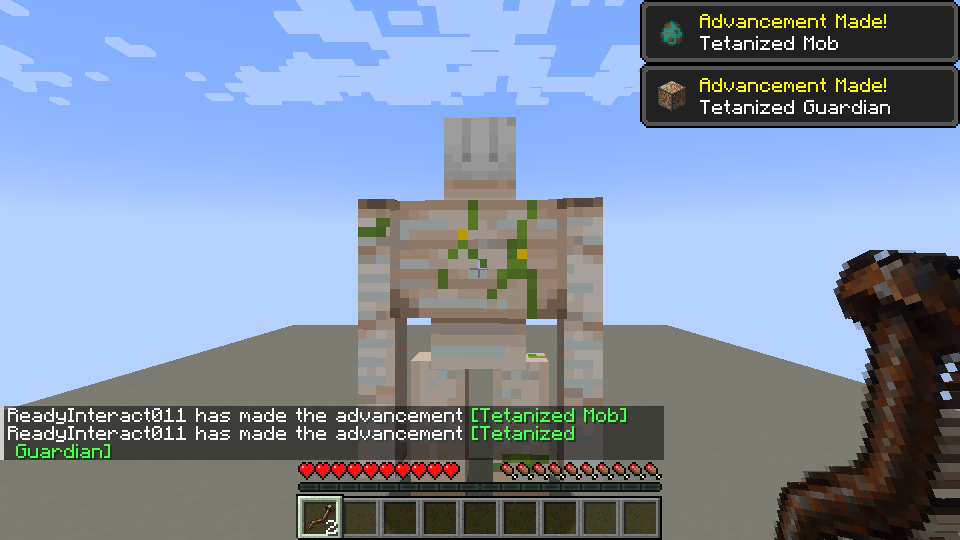 Advancement Made!
Tetanized Mob
Advancement Made!
Tetanized Guardian
ReadyInteract011 has made the advancement [Tetanized Mob]
ReadyInteract011 has made the advancement [Tetanized
Guardian]
2